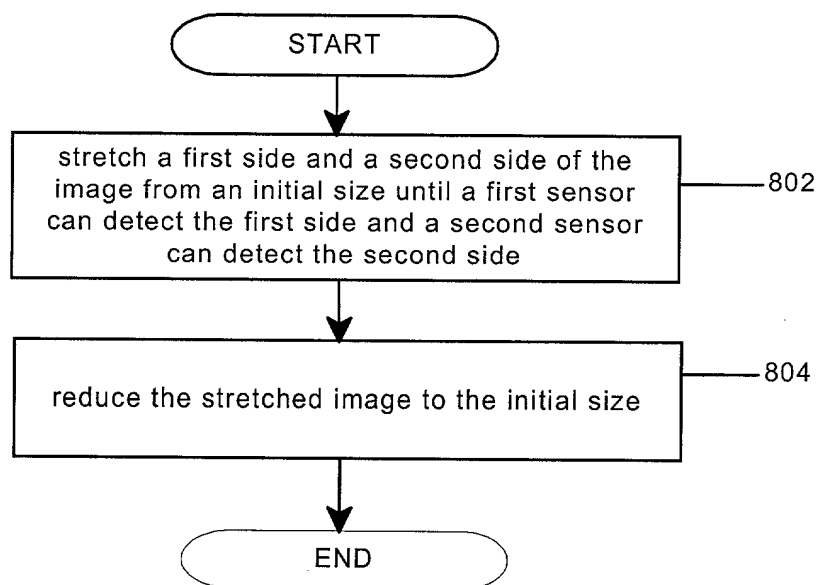 START
stretch a first side and a second side of the
image from an initial size until a first sensor
can detect the first side and a second sensor
can detect the second side
802
reduce the stretched image to the initial size
804
END